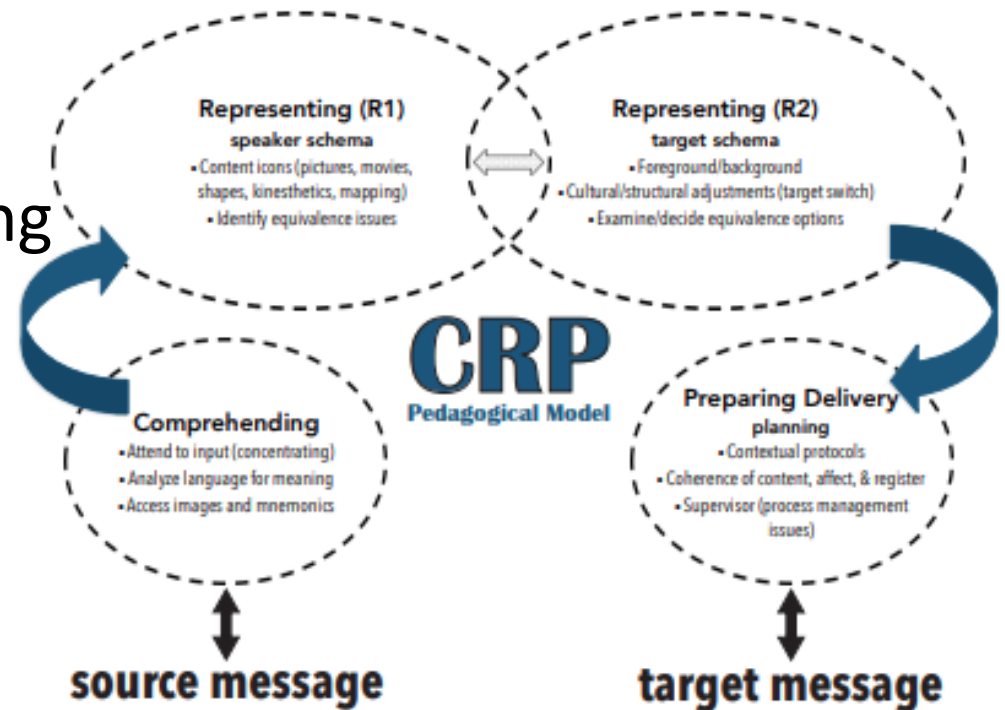 Representing (R1)
speaker schema
▪ Content icons (pictures, movies,
shapes, kinesthetics, mapping)
▪ Identify equivalence issues
Representing (R2)
target schema
▪ Foreground/background
▪ Cultural/structural adjustments (target switch)
▪ Examine/decide equivalence options
ng
CRP
Pedagogical Model
Comprehending
▪ Attend to input (concentrating)
▪ Analyze language for meaning
▪ Access images and mnemonics
Preparing Delivery
planning
▪ Contextual protocols
▪ Coherence of content, affect, & register
▪ Supervisor (process management
issues)
source message
target message